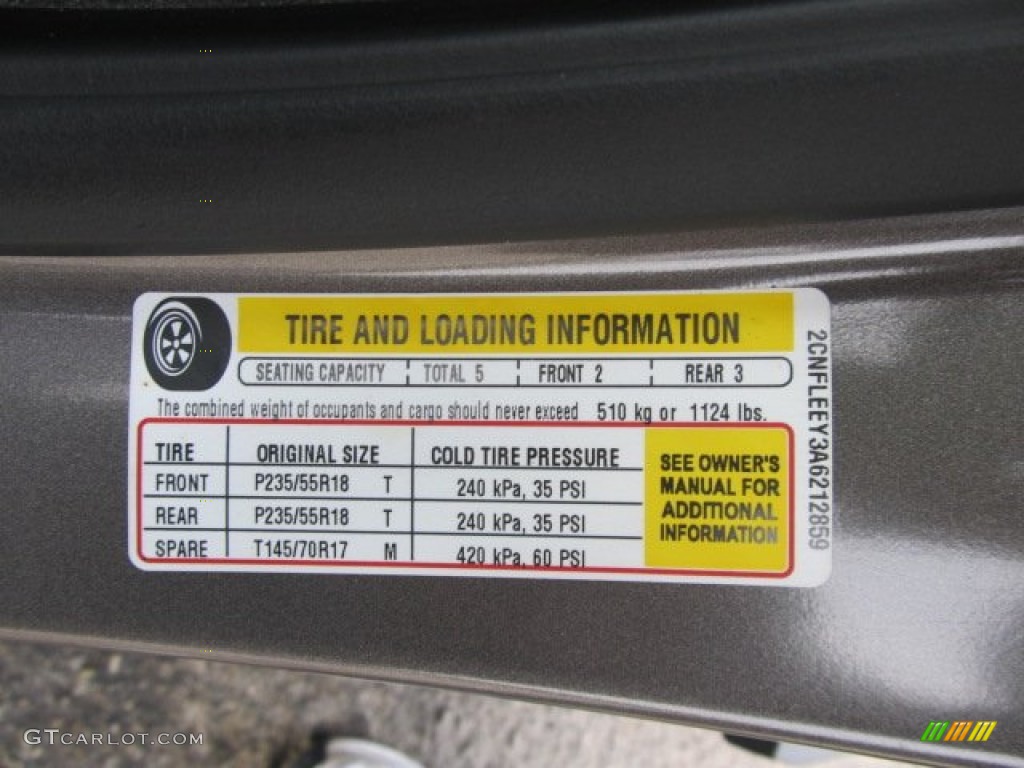 TIRE AND LOADING INFORMATION
SEATING CAPACITY TOTAL 5 FRONT 2 REAR 3
The combined weight of occupants and cargo should never exceed 510 kg or 1124 lbs.
TIRE ORIGINAL SIZE COLD TIRE PRESSURE
FRONT P235/55R18 T 240 kPa, 35 PSI
REAR P235/55R18 T 240 kPa, 35 PSI
SPARE T145/70R17 M 420 kPa, 60 PSI
SEE OWNER'S
MANUAL FOR
ADDITIONAL
INFORMATION
2CNFLEEY3A6212859
GTCARLOT.COM